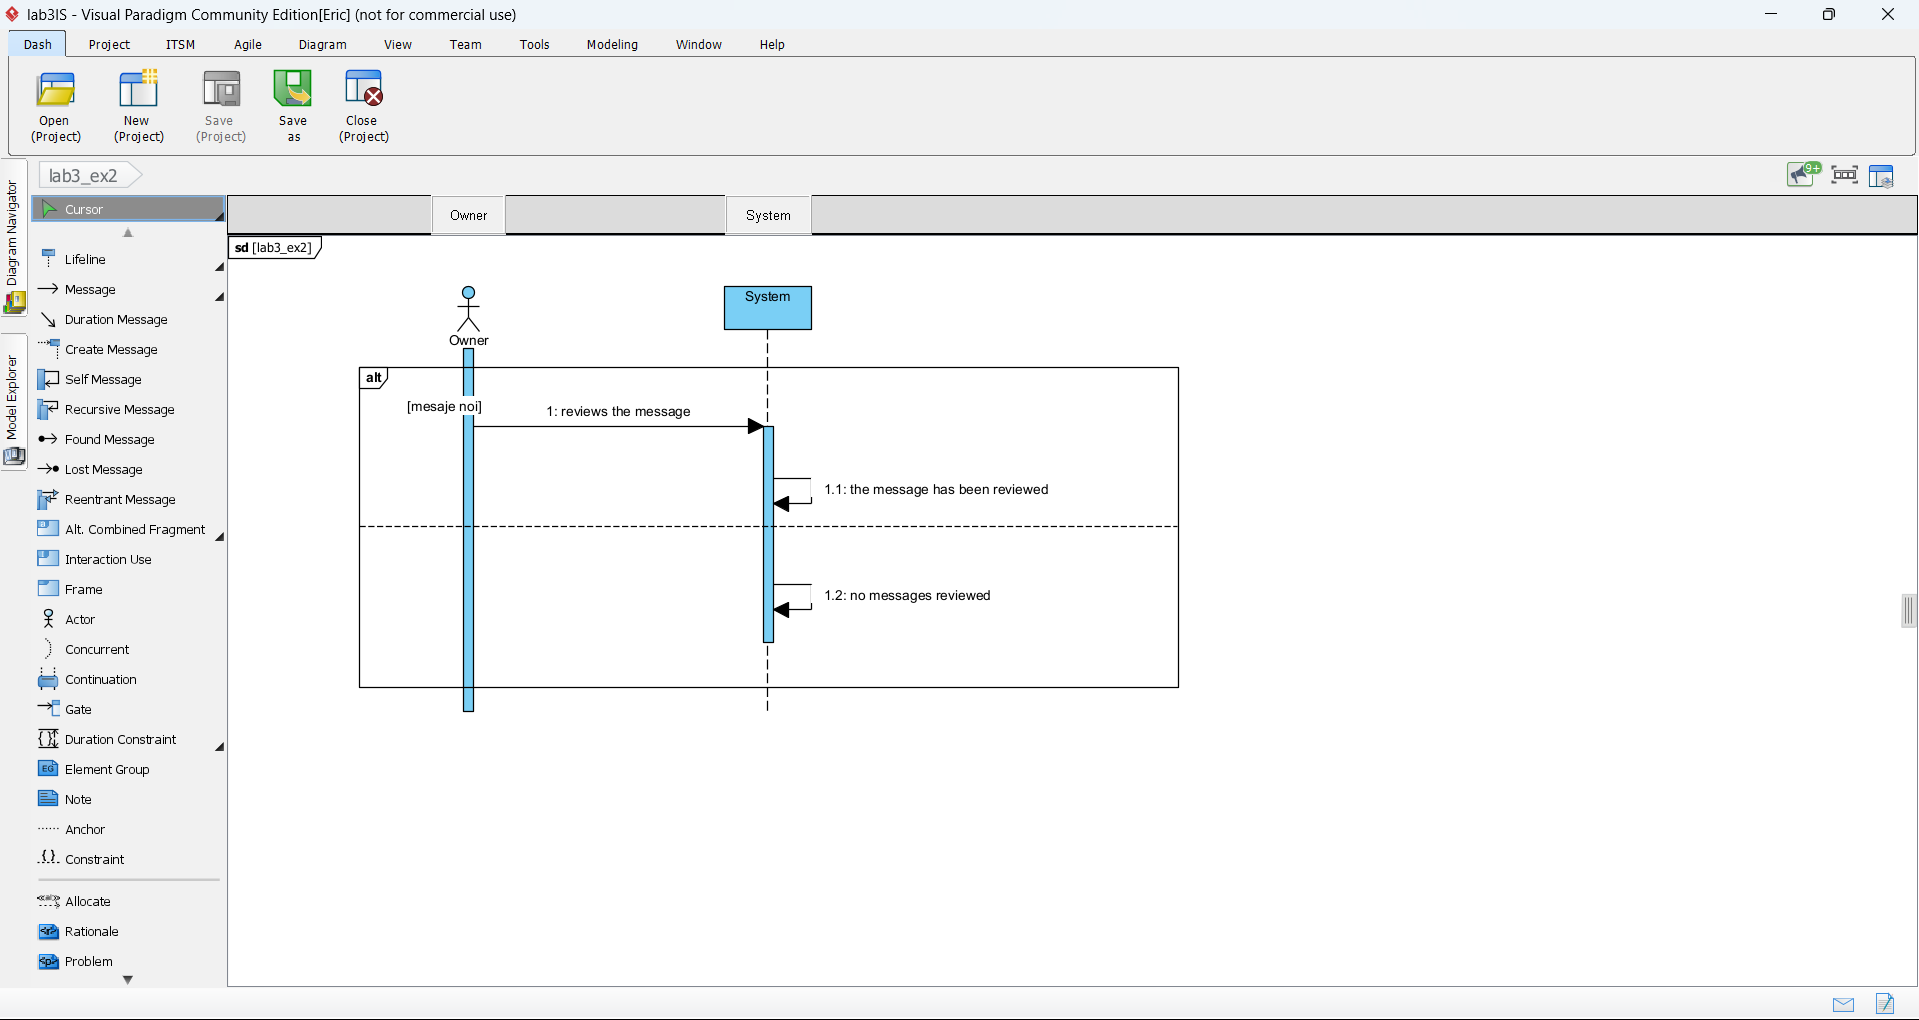 lab3IS - Visual Paradigm Community Edition[Eric] (not for commercial use)
Dash Project ITSM Agile Diagram View Team Tools Modeling Window Help
Open (Project)
New (Project)
Save (Project)
Save as
Close (Project)
lab3_ex2
9+
Diagram Navigator
Model Explorer
Cursor
Lifeline
Message
Duration Message
Create Message
Self Message
Recursive Message
Found Message
Lost Message
Reentrant Message
Alt. Combined Fragment
Interaction Use
Frame
Actor
Concurrent
Continuation
Gate
Duration Constraint
EG Element Group
Note
Anchor
Constraint
Allocate
Rationale
Problem
Owner System
sd [lab3_ex2]
System
Owner
alt
[mesaje noi]
1: reviews the message
1.1: the message has been reviewed
1.2: no messages reviewed